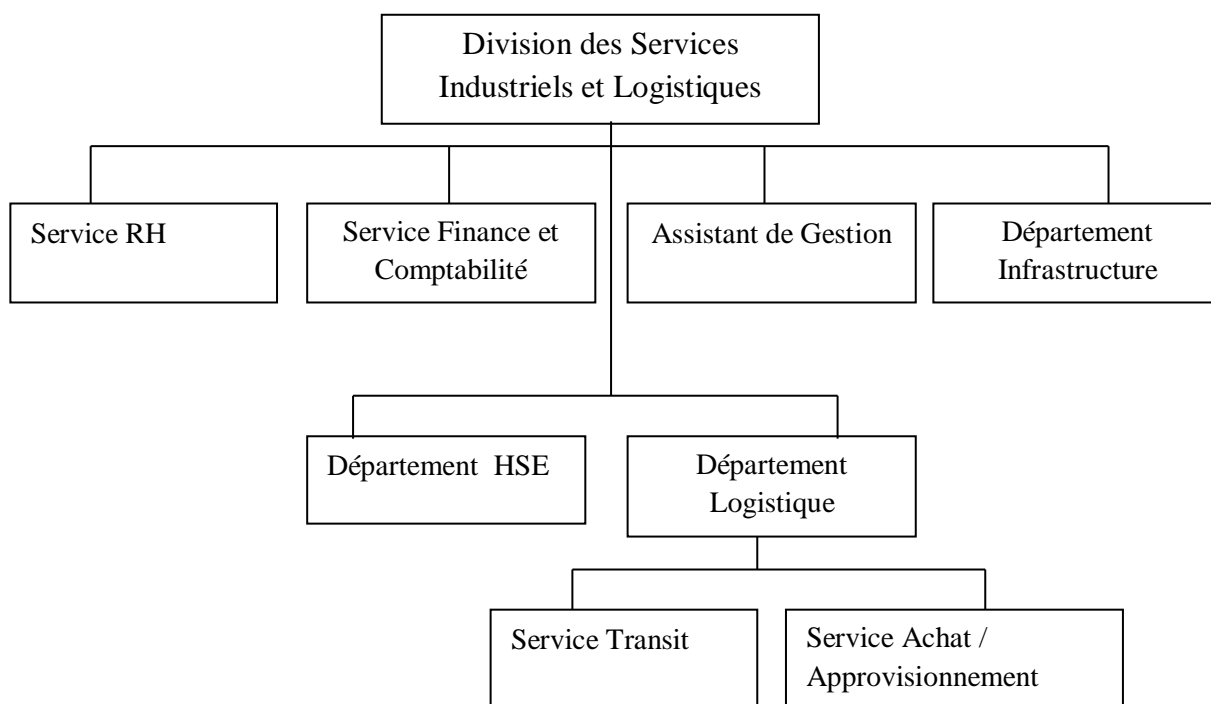 Division des Services
Industriels et Logistiques
Service RH
Service Finance et
Comptabilité
Assistant de Gestion
Département
Infrastructure
Département HSE
Département
Logistique
Service Transit
Service Achat /
Approvisionnement